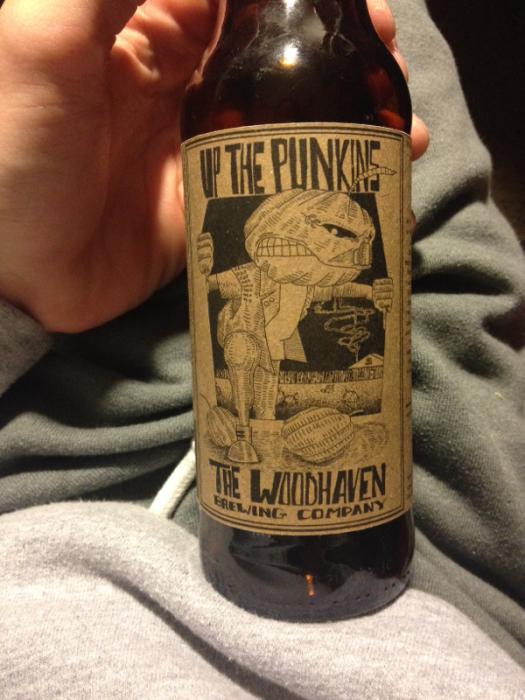 UP THE PUNKINS
THE WOODHAVEN
BREWING COMPANY